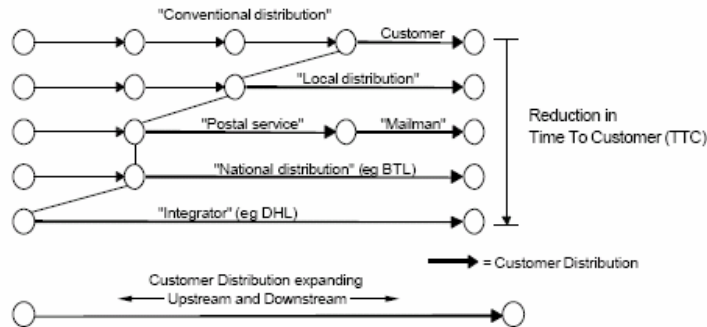 "Conventional distribution"
Customer
"Local distribution"
"Postal service"
"Mailman"
Reduction in
Time To Customer (TTC)
"National distribution" (eg BTL)
"Integrator" (eg DHL)
= Customer Distribution
Customer Distribution expanding
Upstream and Downstream